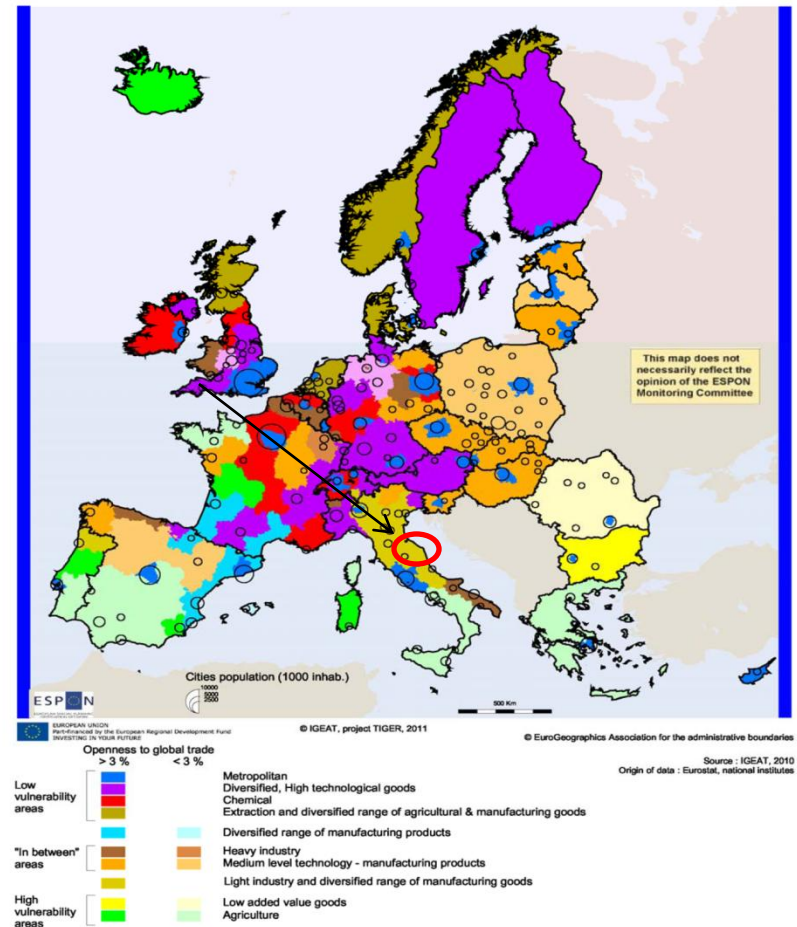 This map does not
necessarily reflect the
opinion of the ESPON
Monitoring Committee
Cities population (1000 inhab.)
10000
5000
2500
500 Km
ESPON
EUROPEAN UNION
Part-financed by the European Regional Development Fund
INVESTING IN YOUR FUTURE
© IGEAT, project TIGER, 2011
© EuroGeographics Association for the administrative boundaries
Source : IGEAT, 2010
Origin of data : Eurostat, national institutes
Openness to global trade
> 3 % < 3 %
Low
vulnerability
areas
Metropolitan
Diversified, High technological goods
Chemical
Extraction and diversified range of agricultural & manufacturing goods
Diversified range of manufacturing products
"In between"
areas
Heavy industry
Medium level technology - manufacturing products
Light industry and diversified range of manufacturing goods
High
vulnerability
areas
Low added value goods
Agriculture